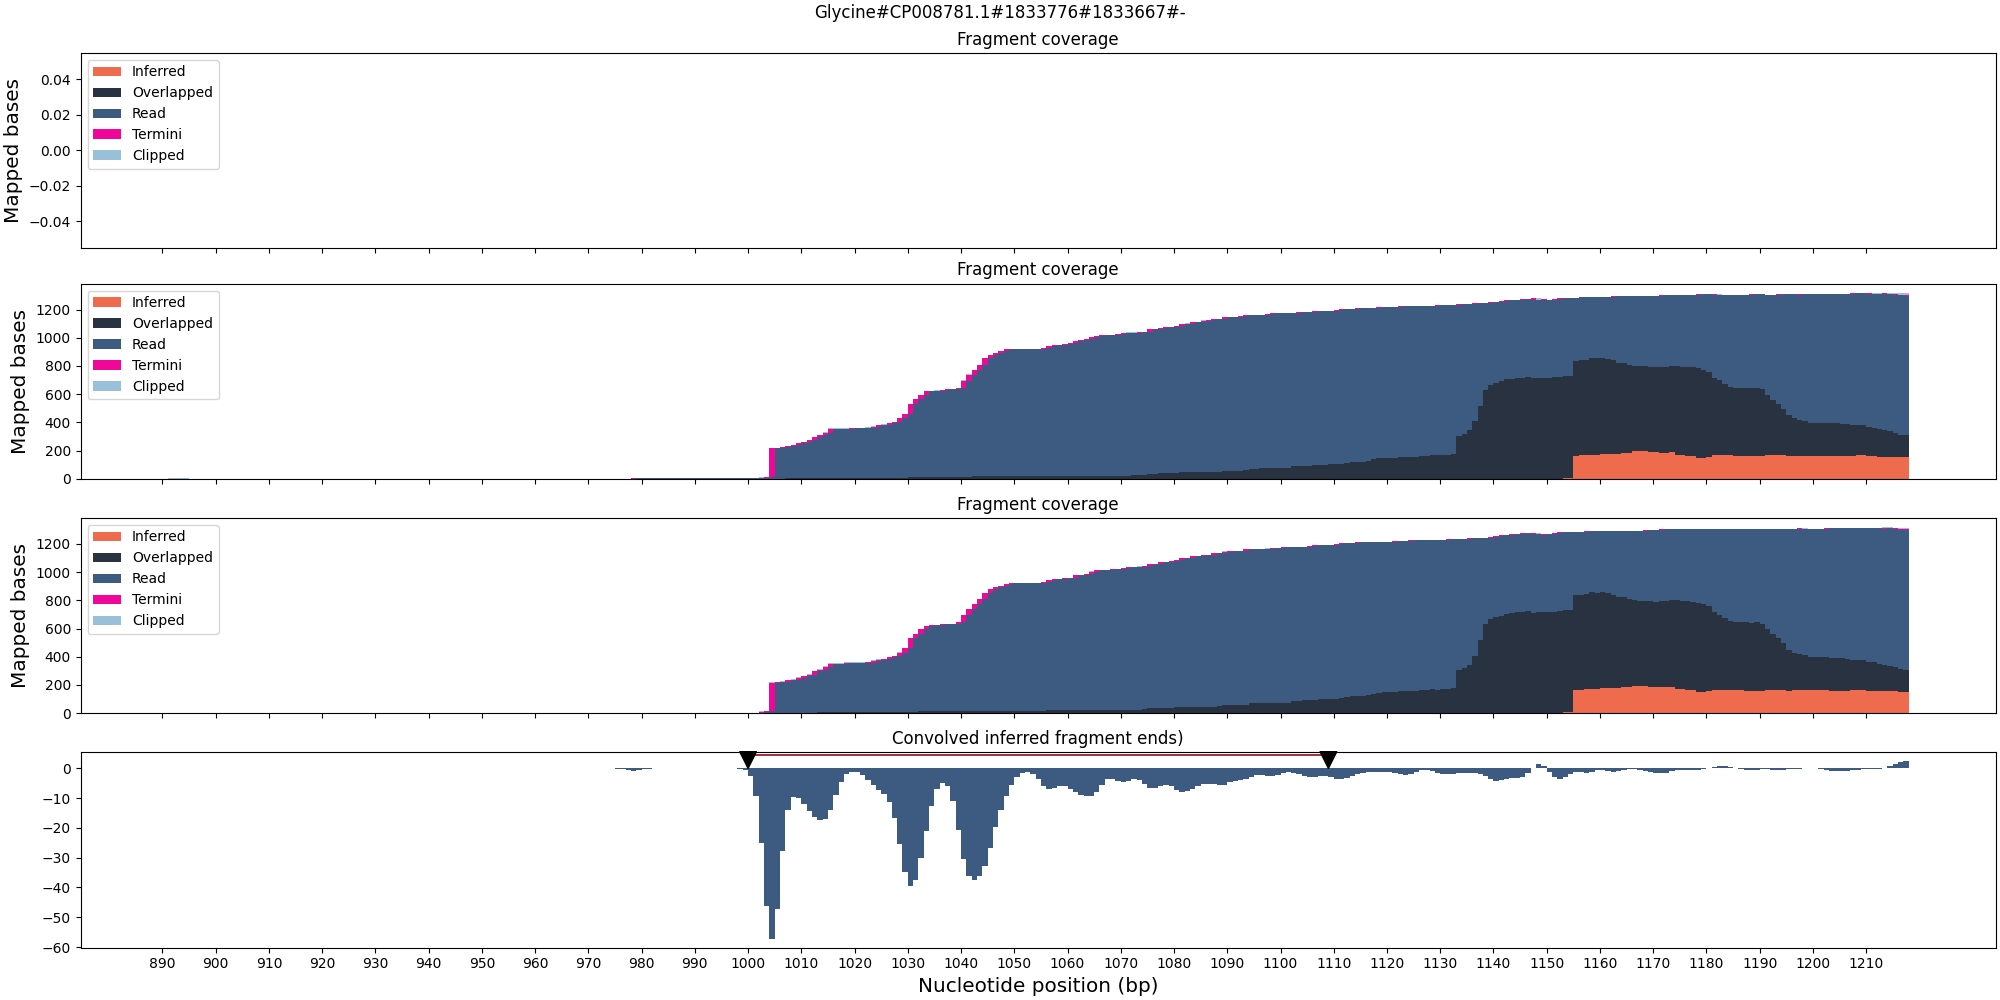 Glycine#CP008781.1#1833776#1833667#-
Fragment coverage
Mapped bases
0.04
0.02
0.00
−0.02
−0.04
Inferred
Overlapped
Read
Termini
Clipped
Fragment coverage
Mapped bases
1200
1000
800
600
400
200
0
Inferred
Overlapped
Read
Termini
Clipped
Fragment coverage
Mapped bases
1200
1000
800
600
400
200
0
Inferred
Overlapped
Read
Termini
Clipped
Convolved inferred fragment ends)
0
−10
−20
−30
−40
−50
−60
890 900 910 920 930 940 950 960 970 980 990 1000 1010 1020 1030 1040 1050 1060 1070 1080 1090 1100 1110 1120 1130 1140 1150 1160 1170 1180 1190 1200 1210
Nucleotide position (bp)